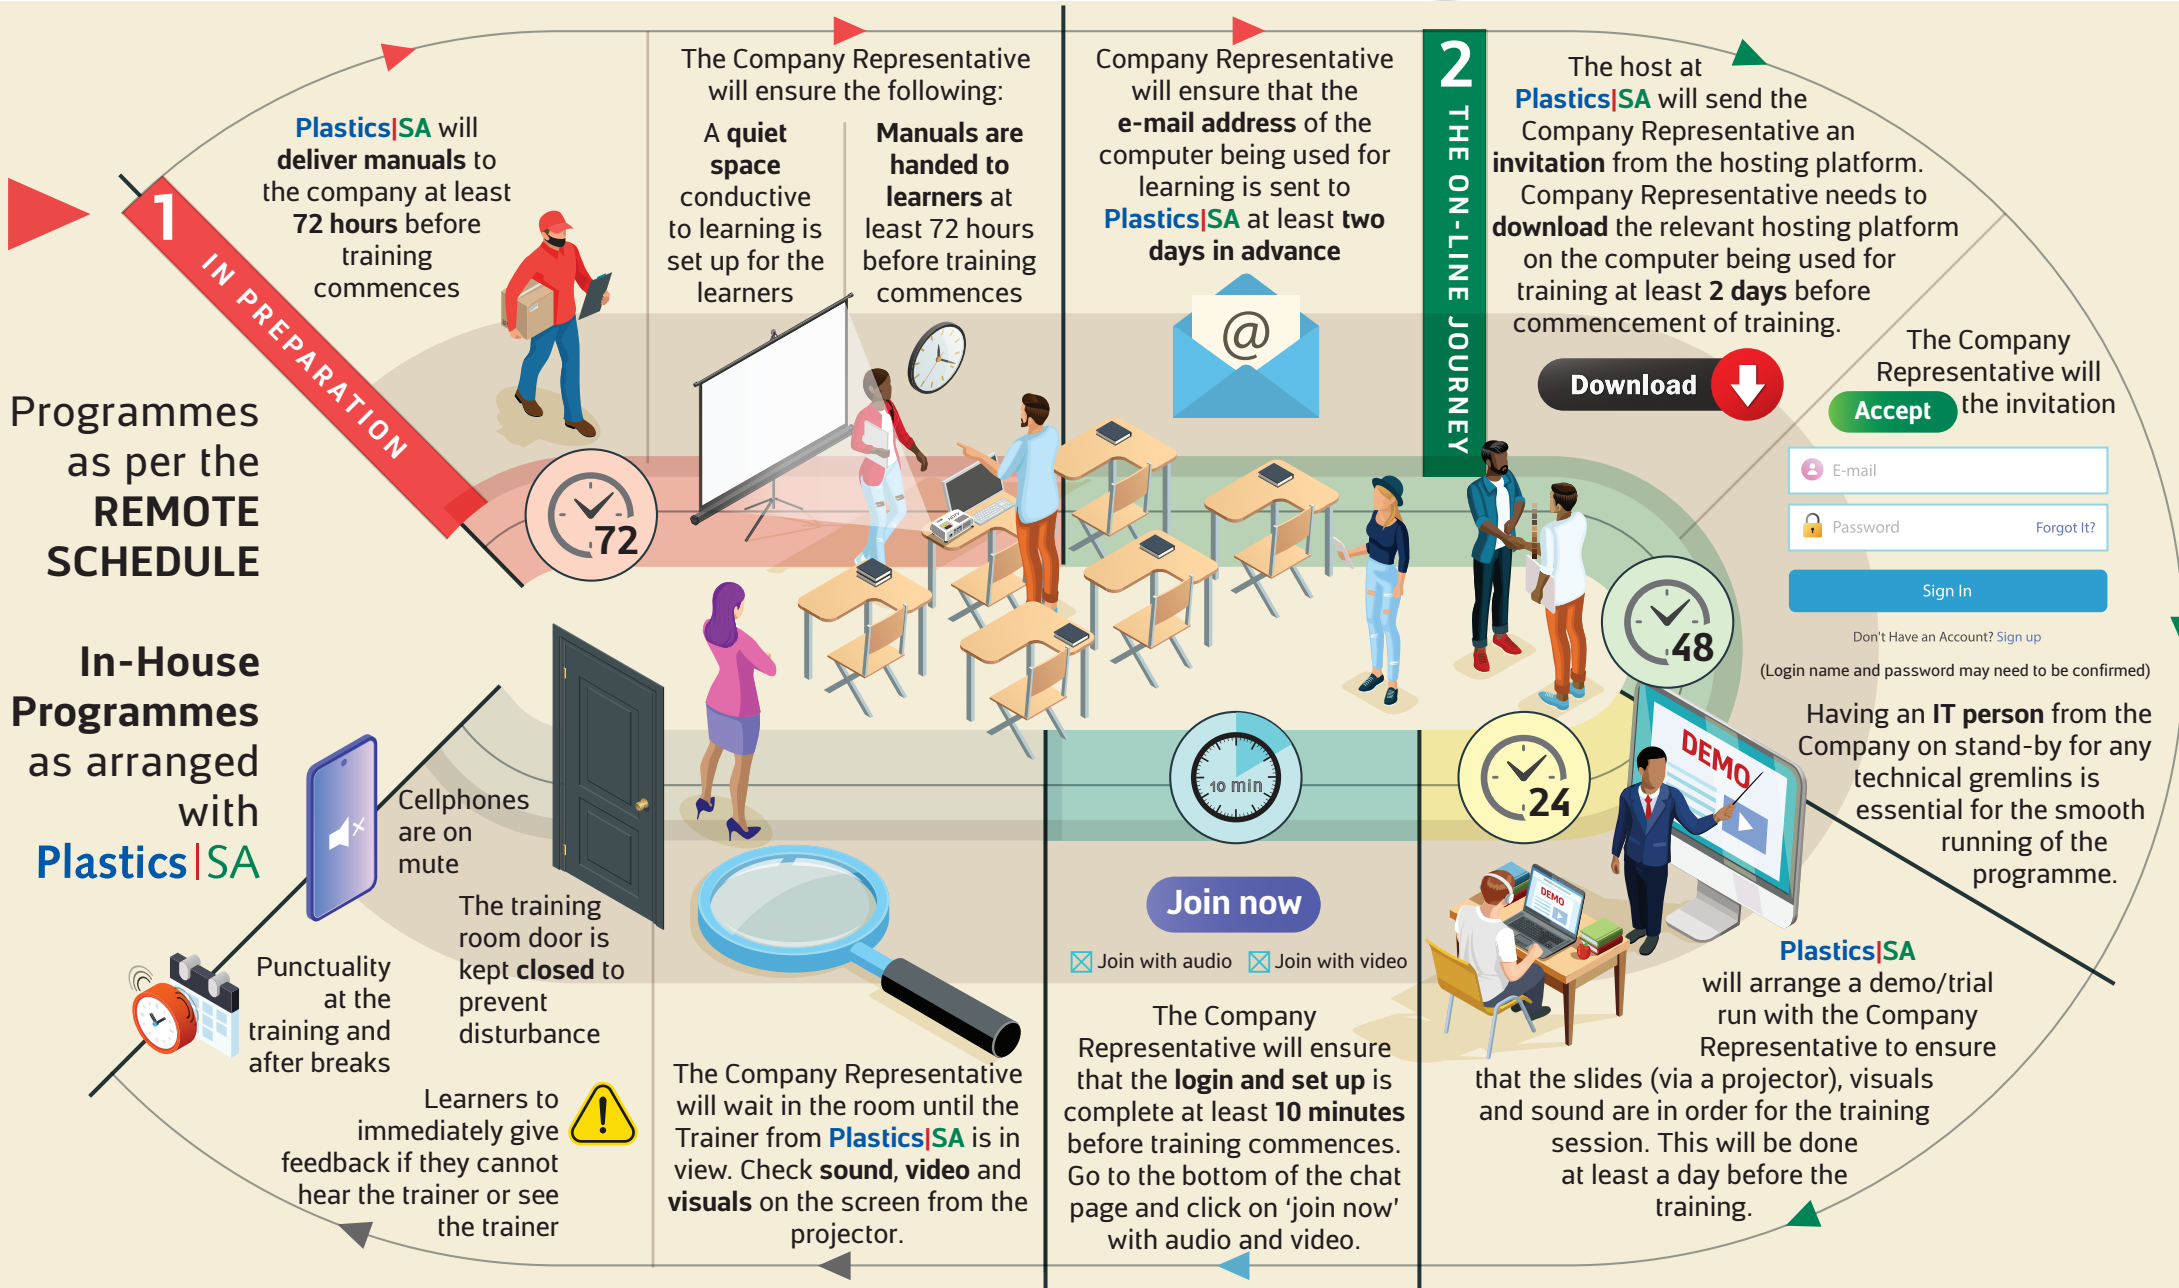 Programmes
as per the
REMOTE
SCHEDULE
In-House
Programmes
as arranged
with
Plastics|SA
1 IN PREPARATION
Plastics|SA will
deliver manuals to
the company at least
72 hours before
training
commences
72
The Company Representative
will ensure the following:
A quiet
space
conductive
to learning is
set up for the
learners
Manuals are
handed to
learners at
least 72 hours
before training
commences
Company Representative
will ensure that the
e-mail address of the
computer being used for
learning is sent to
Plastics|SA at least two
days in advance
@
2 THE ON-LINE JOURNEY
The host at
Plastics|SA will send the
Company Representative an
invitation from the hosting platform.
Company Representative needs to
download the relevant hosting platform
on the computer being used for
training at least 2 days before
commencement of training.
Download
The Company
Representative will
Accept the invitation
E-mail
Password Forgot It?
Sign In
Don't Have an Account? Sign up
(Login name and password may need to be confirmed)
48
Having an IT person from the
Company on stand-by for any
technical gremlins is
essential for the smooth
running of the
programme.
DEMO
DEMO
24
Plastics|SA
will arrange a demo/trial
run with the Company
Representative to ensure
that the slides (via a projector), visuals
and sound are in order for the training
session. This will be done
at least a day before the
training.
10 min
Join now
Join with audio Join with video
The Company
Representative will ensure
that the login and set up is
complete at least 10 minutes
before training commences.
Go to the bottom of the chat
page and click on ‘join now’
with audio and video.
The Company Representative
will wait in the room until the
Trainer from Plastics|SA is in
view. Check sound, video and
visuals on the screen from the
projector.
Cellphones
are on
mute
The training
room door is
kept closed to
prevent
disturbance
Punctuality
at the
training and
after breaks
Learners to
immediately give
feedback if they cannot
hear the trainer or see
the trainer